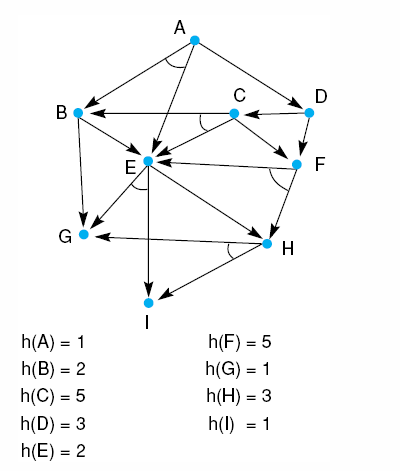 A
B
C
D
E
F
G
H
I
h(A) = 1
h(F) = 5
h(B) = 2
h(G) = 1
h(C) = 5
h(H) = 3
h(D) = 3
h(I) = 1
h(E) = 2